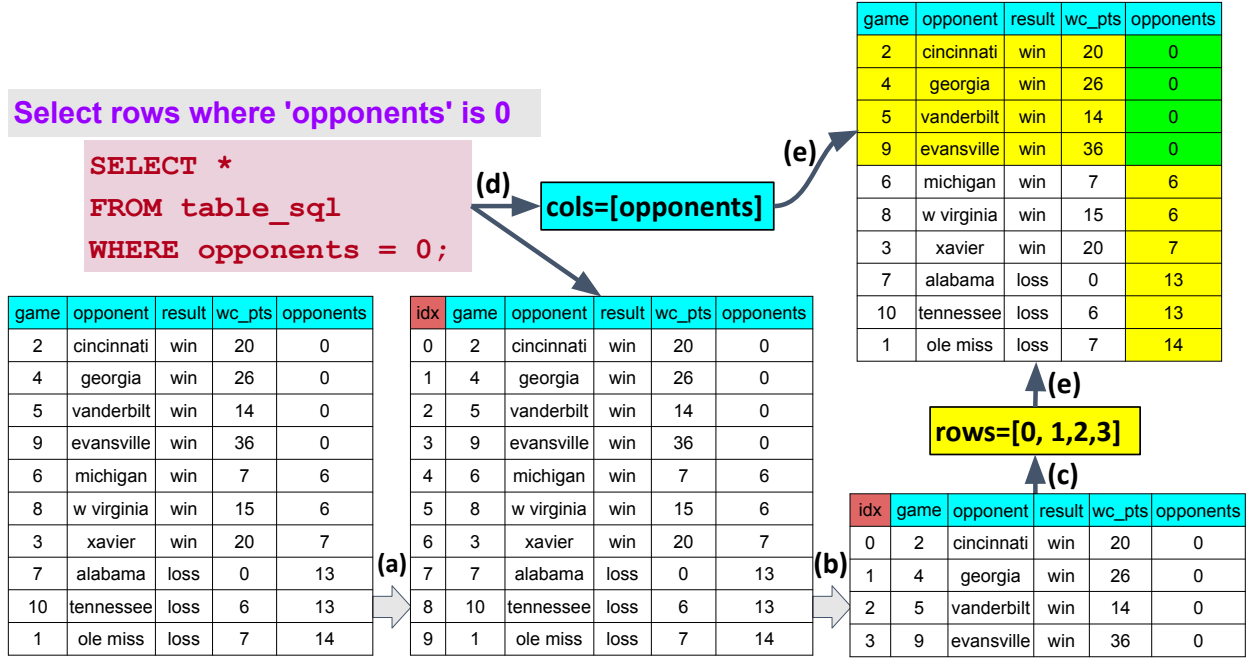 Select rows where 'opponents' is 0
SELECT *
FROM table_sql
WHERE opponents = 0;
(d)
cols=[opponents]
(e)
game opponent result wc_pts opponents
2 cincinnati win 20 0
4 georgia win 26 0
5 vanderbilt win 14 0
9 evansville win 36 0
6 michigan win 7 6
8 w virginia win 15 6
3 xavier win 20 7
7 alabama loss 0 13
10 tennessee loss 6 13
1 ole miss loss 7 14
game opponent result wc_pts opponents
2 cincinnati win 20 0
4 georgia win 26 0
5 vanderbilt win 14 0
9 evansville win 36 0
6 michigan win 7 6
8 w virginia win 15 6
3 xavier win 20 7
7 alabama loss 0 13
10 tennessee loss 6 13
1 ole miss loss 7 14
(a)
idx game opponent result wc_pts opponents
0 2 cincinnati win 20 0
1 4 georgia win 26 0
2 5 vanderbilt win 14 0
3 9 evansville win 36 0
4 6 michigan win 7 6
5 8 w virginia win 15 6
6 3 xavier win 20 7
7 7 alabama loss 0 13
8 10 tennessee loss 6 13
9 1 ole miss loss 7 14
(b)
(e)
rows=[0, 1,2,3]
(c)
idx game opponent result wc_pts opponents
0 2 cincinnati win 20 0
1 4 georgia win 26 0
2 5 vanderbilt win 14 0
3 9 evansville win 36 0